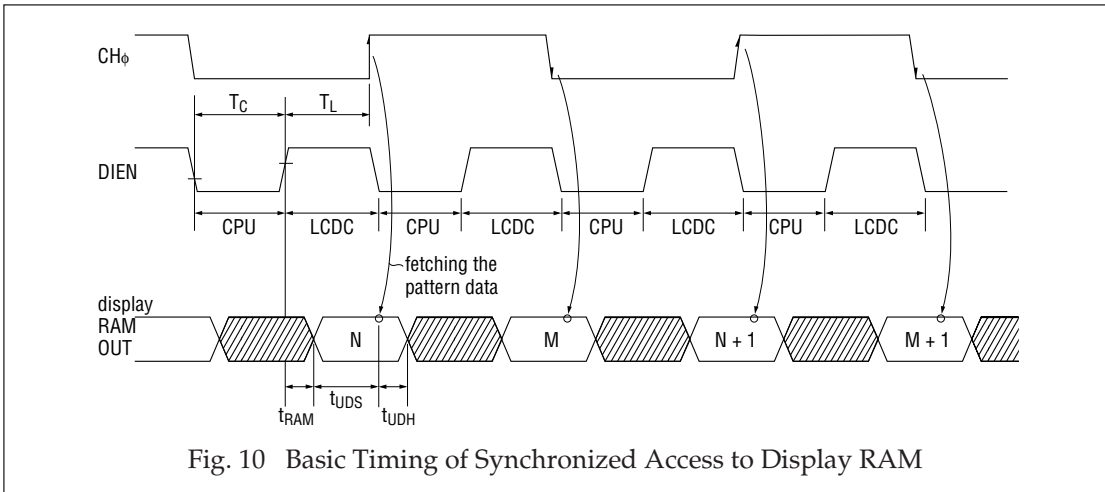 CHϕ
TC TL
DIEN
CPU LCDC CPU LCDC CPU LCDC CPU LCDC
fetching the
pattern data
display
RAM
OUT
N M N + 1 M + 1
tRAM tUDS tUDH
Fig. 10 Basic Timing of Synchronized Access to Display RAM